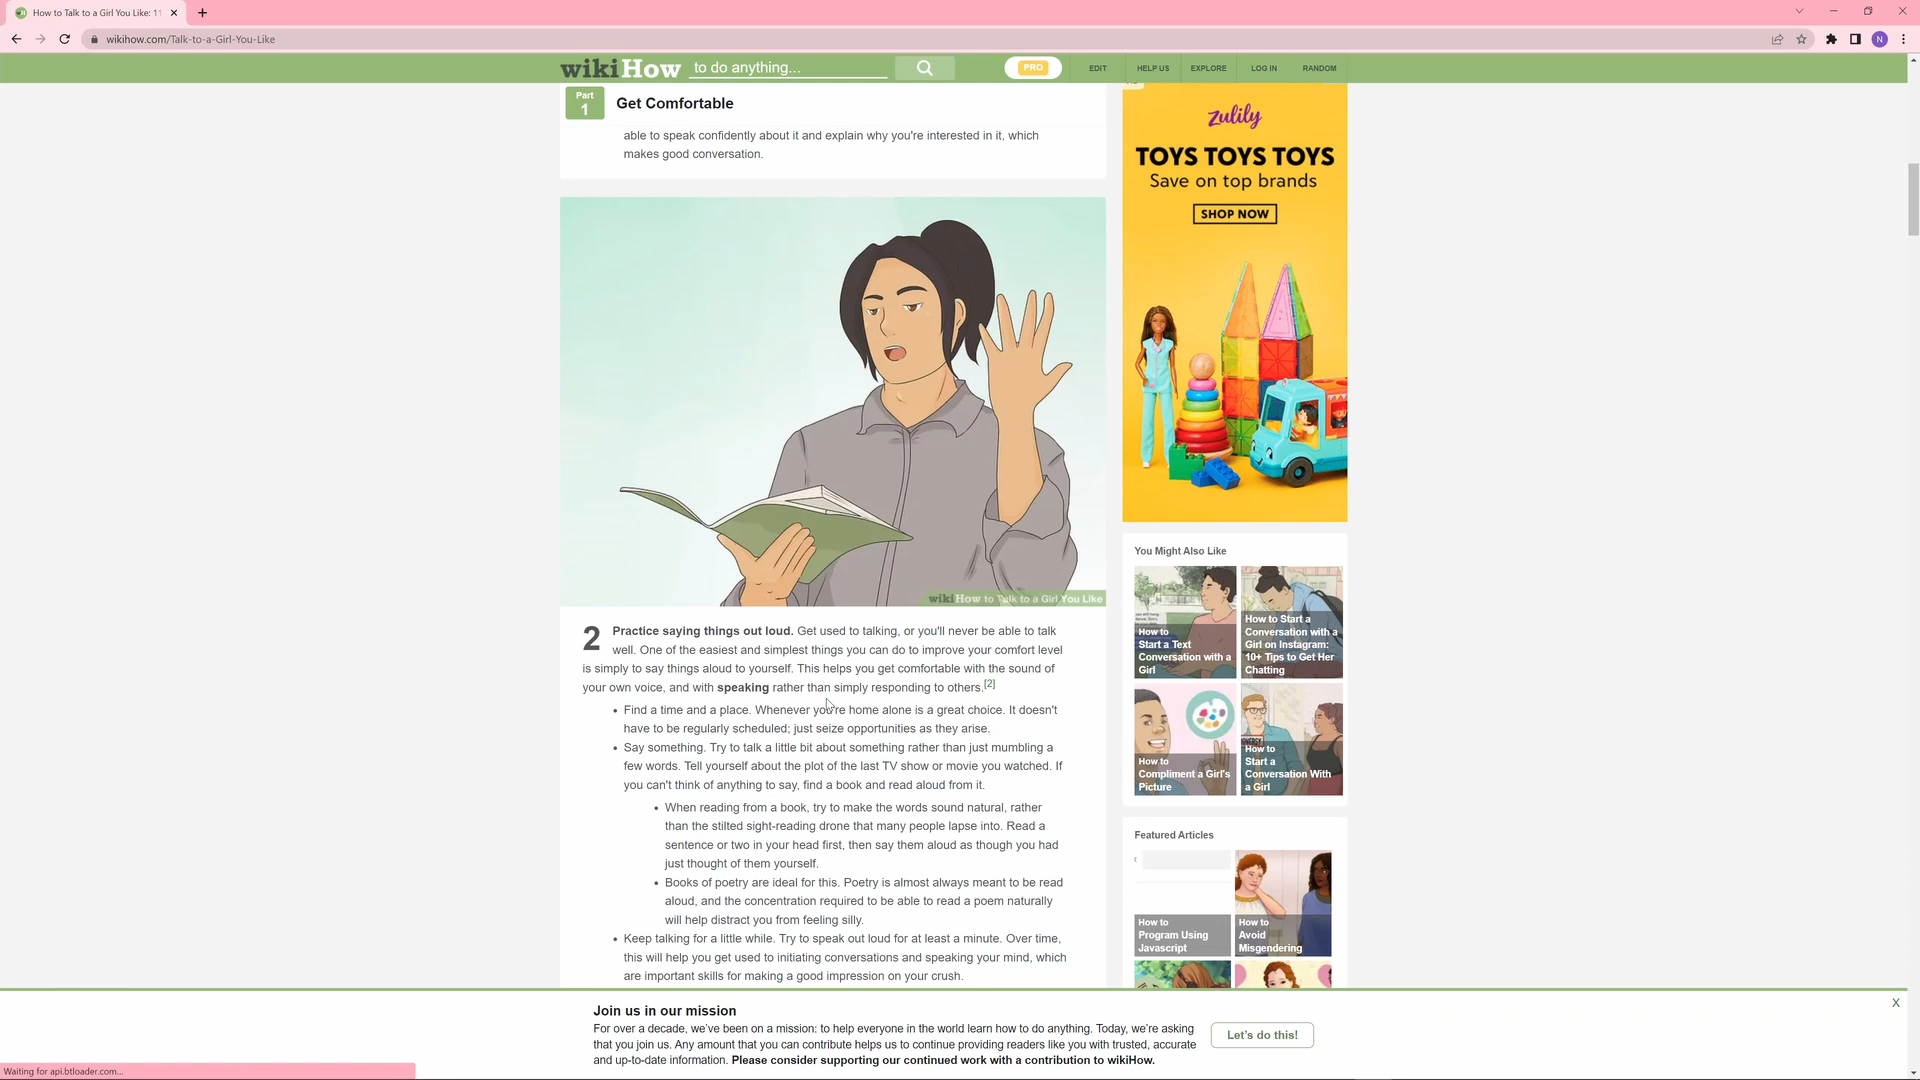 How to Talk to a Girl You Like: 11
wikihow.com/Talk-to-a-Girl-You-Like
N
wikiHow
to do anything...
PRO
EDIT
HELP US
EXPLORE
LOG IN
RANDOM
Part
1
Get Comfortable
able to speak confidently about it and explain why you're interested in it, which
makes good conversation.
wikiHow to Talk to a Girl You Like
2 Practice saying things out loud. Get used to talking, or you'll never be able to talk
well. One of the easiest and simplest things you can do to improve your comfort level
is simply to say things aloud to yourself. This helps you get comfortable with the sound of
your own voice, and with speaking rather than simply responding to others.[2]
• Find a time and a place. Whenever you're home alone is a great choice. It doesn't
have to be regularly scheduled; just seize opportunities as they arise.
• Say something. Try to talk a little bit about something rather than just mumbling a
few words. Tell yourself about the plot of the last TV show or movie you watched. If
you can't think of anything to say, find a book and read aloud from it.
• When reading from a book, try to make the words sound natural, rather
than the stilted sight-reading drone that many people lapse into. Read a
sentence or two in your head first, then say them aloud as though you had
just thought of them yourself.
• Books of poetry are ideal for this. Poetry is almost always meant to be read
aloud, and the concentration required to be able to read a poem naturally
will help distract you from feeling silly.
• Keep talking for a little while. Try to speak out loud for at least a minute. Over time,
this will help you get used to initiating conversations and speaking your mind, which
are important skills for making a good impression on your crush.
zulily
TOYS TOYS TOYS
Save on top brands
SHOP NOW
You Might Also Like
How to
Start a Text
Conversation with a
Girl
How to Start a
Conversation with a
Girl on Instagram:
10+ Tips to Get Her
Chatting
How to
Compliment a Girl's
Picture
How to
Start a
Conversation With
a Girl
Featured Articles
How to
Program Using
Javascript
How to
Avoid
Misgendering
Join us in our mission
For over a decade, we've been on a mission: to help everyone in the world learn how to do anything. Today, we're asking
that you join us. Any amount that you can contribute helps us to continue providing readers like you with trusted, accurate
and up-to-date information. Please consider supporting our continued work with a contribution to wikiHow.
Let's do this!
X
Waiting for api.btloader.com...